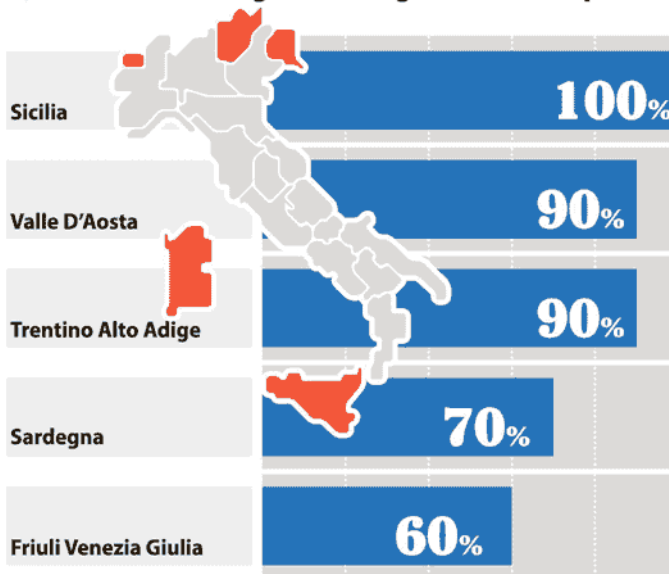 Sicilia
100%
Valle D'Aosta
90%
Trentino Alto Adige
90%
Sardegna
70%
Friuli Venezia Giulia
60%